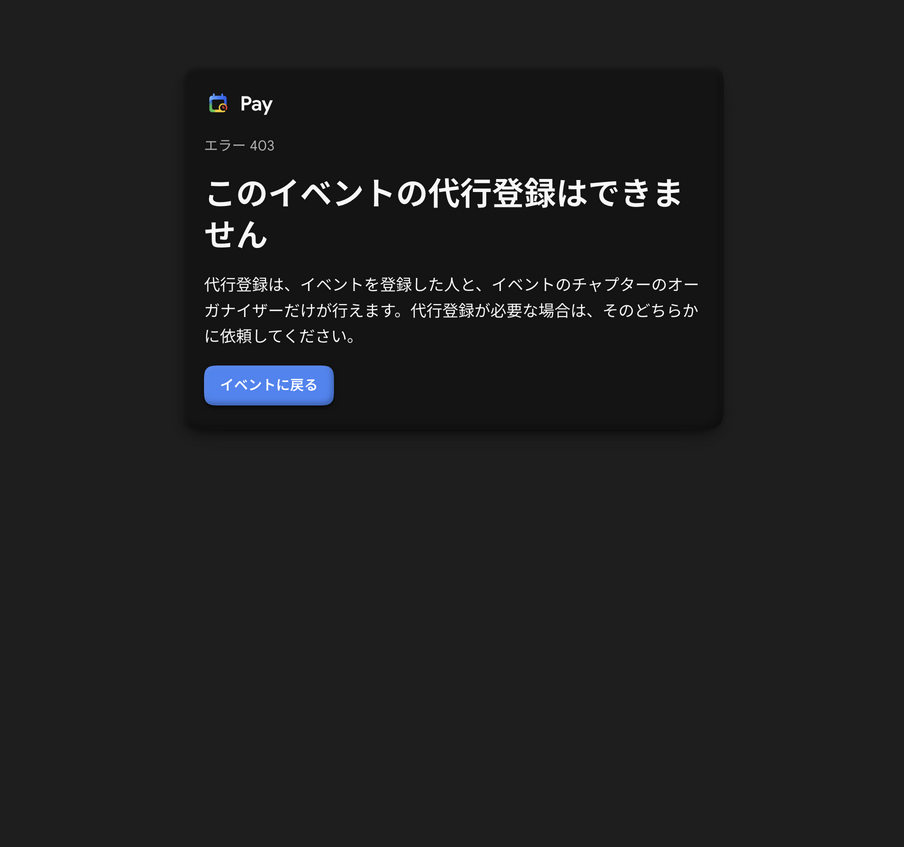 Pay
エラー 403
このイベントの代行登録はできま
せん
代行登録は、イベントを登録した人と、イベントのチャプターのオー
ガナイザーだけが行えます。代行登録が必要な場合は、そのどちらか
に依頼してください。
イベントに戻る